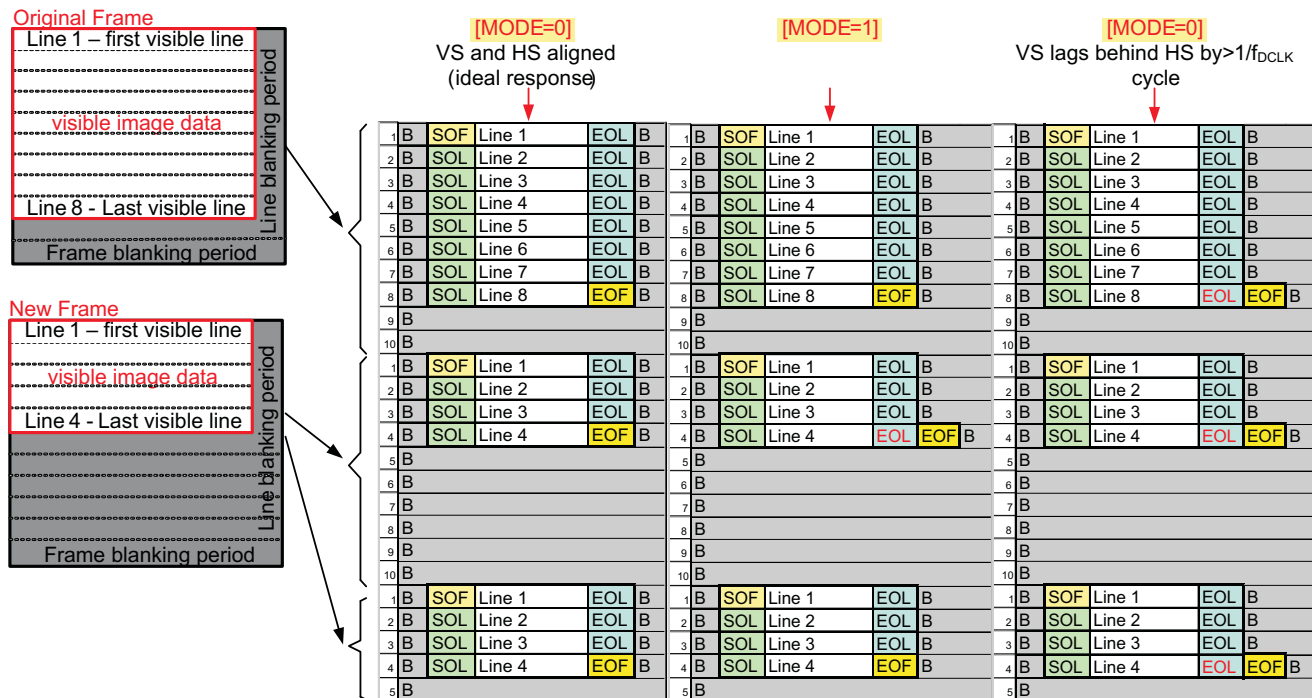 Original Frame
Line 1 – first visible line
visible image data
Line 8 - Last visible line
Line blanking period
Frame blanking period
New Frame
Line 1 – first visible line
visible image data
Line 4 - Last visible line
Line blanking period
Frame blanking period
[MODE=0]
VS and HS aligned
(ideal response)
1 B SOF Line 1 EOL B
2 B SOL Line 2 EOL B
3 B SOL Line 3 EOL B
4 B SOL Line 4 EOL B
5 B SOL Line 5 EOL B
6 B SOL Line 6 EOL B
7 B SOL Line 7 EOL B
8 B SOL Line 8 EOF B
9 B
10 B
1 B SOF Line 1 EOL B
2 B SOL Line 2 EOL B
3 B SOL Line 3 EOL B
4 B SOL Line 4 EOF B
5 B
6 B
7 B
8 B
9 B
10 B
1 B SOF Line 1 EOL B
2 B SOL Line 2 EOL B
3 B SOL Line 3 EOL B
4 B SOL Line 4 EOF B
5 B
[MODE=1]
1 B SOF Line 1 EOL B
2 B SOL Line 2 EOL B
3 B SOL Line 3 EOL B
4 B SOL Line 4 EOL B
5 B SOL Line 5 EOL B
6 B SOL Line 6 EOL B
7 B SOL Line 7 EOL B
8 B SOL Line 8 EOF B
9 B
10 B
1 B SOF Line 1 EOL B
2 B SOL Line 2 EOL B
3 B SOL Line 3 EOL B
4 B SOL Line 4 EOL EOF B
5 B
6 B
7 B
8 B
9 B
10 B
1 B SOF Line 1 EOL B
2 B SOL Line 2 EOL B
3 B SOL Line 3 EOL B
4 B SOL Line 4 EOF B
5 B
[MODE=0]
VS lags behind HS by>1/fDCLK
cycle
1 B SOF Line 1 EOL B
2 B SOL Line 2 EOL B
3 B SOL Line 3 EOL B
4 B SOL Line 4 EOL B
5 B SOL Line 5 EOL B
6 B SOL Line 6 EOL B
7 B SOL Line 7 EOL B
8 B SOL Line 8 EOL EOF B
9 B
10 B
1 B SOF Line 1 EOL B
2 B SOL Line 2 EOL B
3 B SOL Line 3 EOL B
4 B SOL Line 4 EOL EOF B
5 B
6 B
7 B
8 B
9 B
10 B
1 B SOF Line 1 EOL B
2 B SOL Line 2 EOL B
3 B SOL Line 3 EOL B
4 B SOL Line 4 EOL EOF B
5 B